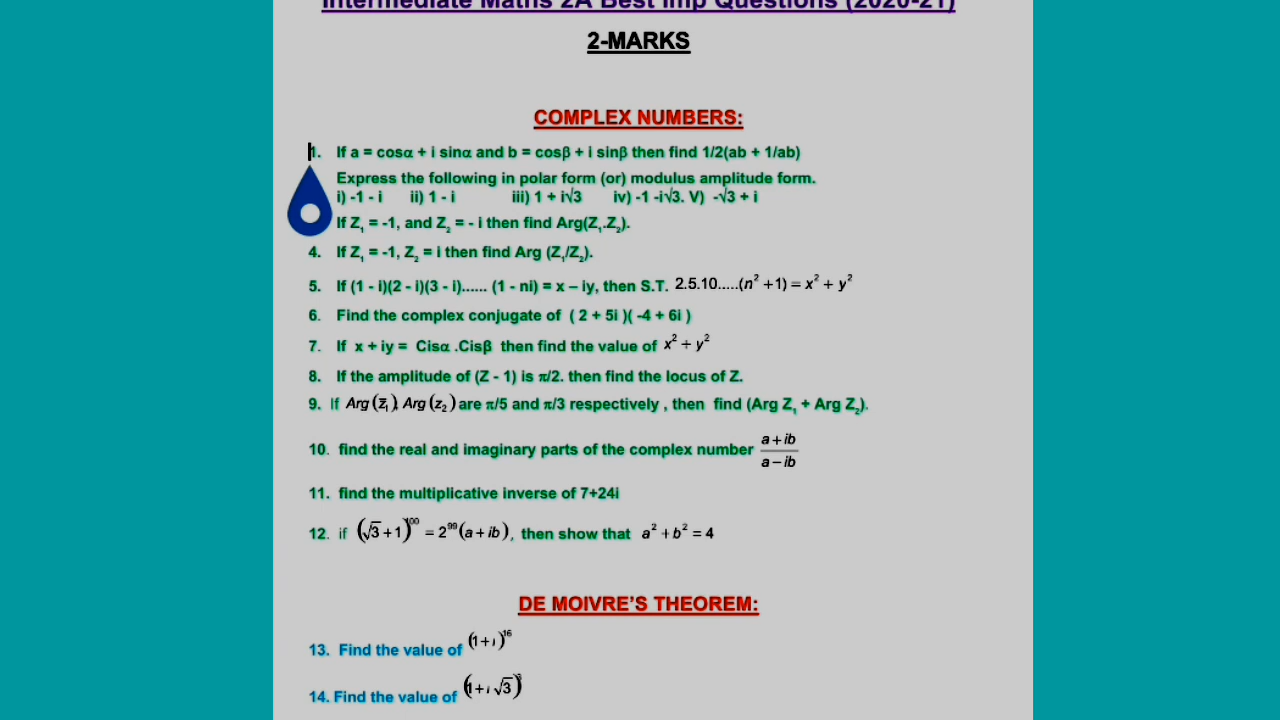 Intermediate Maths 2A Best Imp Questions (2020-21)
2-MARKS
COMPLEX NUMBERS:
1. If a = cosα + i sinα and b = cosβ + i sinβ then find 1/2(ab + 1/ab)
Express the following in polar form (or) modulus amplitude form.
i) -1 - i ii) 1 - i iii) 1 + i√3 iv) -1 -i√3. V) -√3 + i
If Z₁ = -1, and Z₂ = - i then find Arg(Z₁.Z₂).
4. If Z₁ = -1, Z₂ = i then find Arg (Z₁/Z₂).
5. If (1 - i)(2 - i)(3 - i)...... (1 - ni) = x – iy, then S.T. 2.5.10.....(n² +1) = x² + y²
6. Find the complex conjugate of ( 2 + 5i )( -4 + 6i )
7. If x + iy = Cisα .Cisβ then find the value of x² + y²
8. If the amplitude of (Z - 1) is π/2. then find the locus of Z.
9. If Arg (z̅₁), Arg (z₂) are π/5 and π/3 respectively , then find (Arg Z₁ + Arg Z₂).
10. find the real and imaginary parts of the complex number (a + ib)/(a – ib)
11. find the multiplicative inverse of 7+24i
12. if (√3 + 1)¹⁰⁰ = 2⁹⁹ (a + ib), then show that a² + b² = 4
DE MOIVRE'S THEOREM:
13. Find the value of (1 + i)¹⁶
14. Find the value of (1 + i √3)³